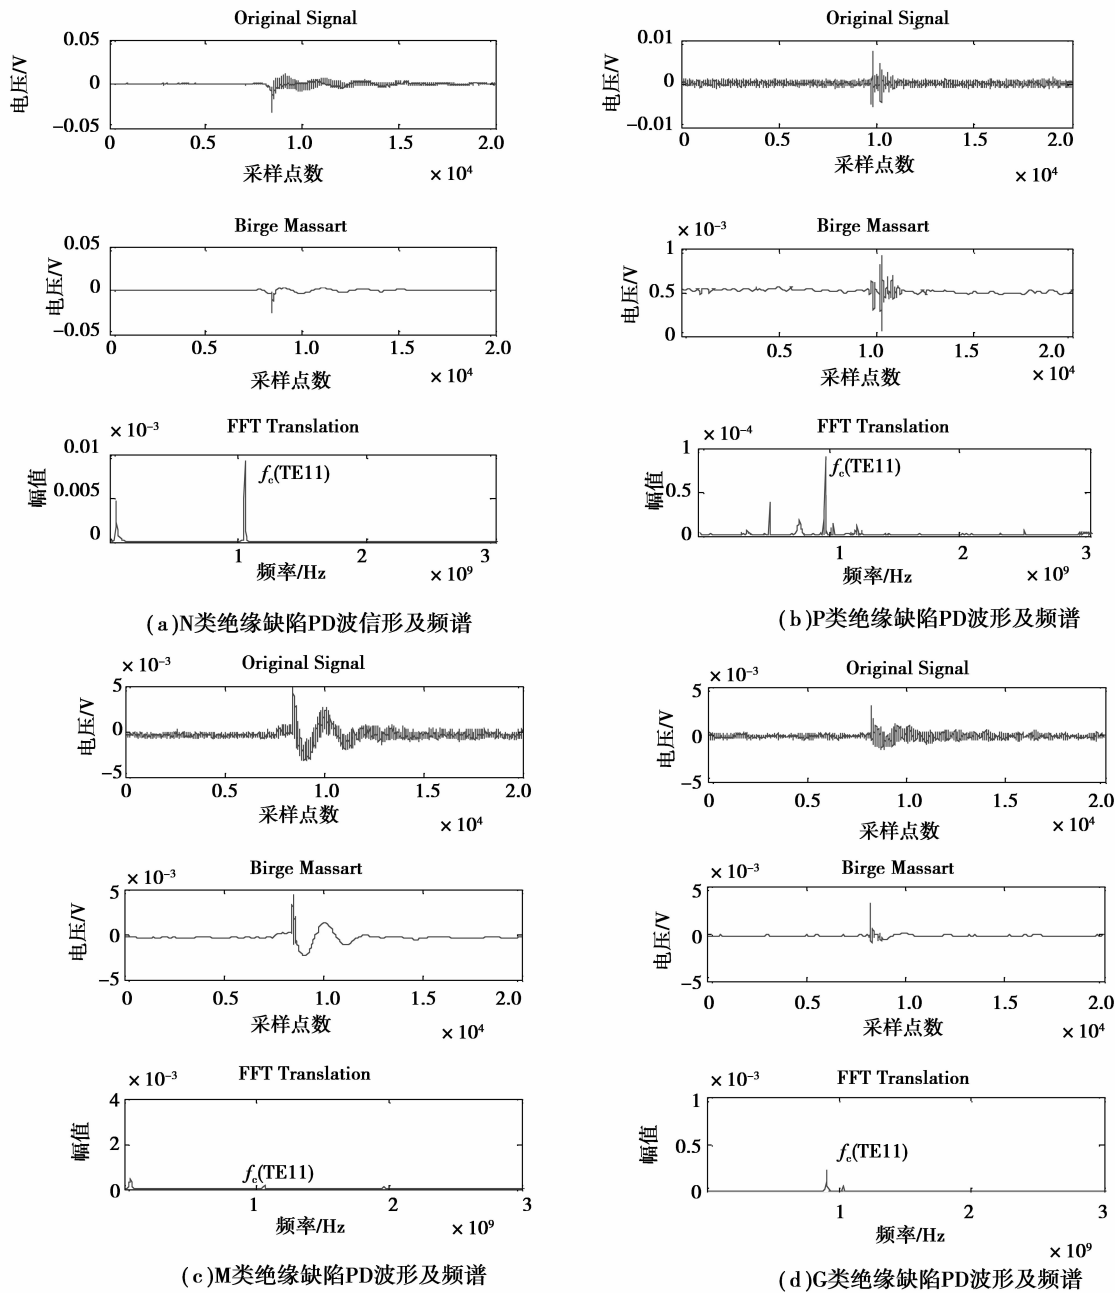 Original Signal
0.05
0
−0.05
电压/V
0 0.5 1.0 1.5 2.0
采样点数 ×10⁴
Birge Massart
0.05
0
−0.05
电压/V
0 0.5 1.0 1.5 2.0
采样点数 ×10⁴
FFT Translation
×10⁻³
0.01
0.005
0
幅值
fc(TE11)
1 2 3
频率/Hz ×10⁹
(a)N类绝缘缺陷PD波信形及频谱
Original Signal
0.01
0
−0.01
电压/V
0 0.5 1.0 1.5 2.0
采样点数 ×10⁴
Birge Massart
×10⁻³
1
0.5
0
电压/V
0.5 1.0 1.5 2.0
采样点数 ×10⁴
FFT Translation
×10⁻⁴
1
0.5
0
幅值
fc(TE11)
1 2 3
频率/Hz ×10⁹
(b)P类绝缘缺陷PD波形及频谱
Original Signal
×10⁻³
5
0
−5
电压/V
0 0.5 1.0 1.5 2.0
采样点数 ×10⁴
Birge Massart
×10⁻³
5
0
−5
电压/V
0 0.5 1.0 1.5 2.0
采样点数 ×10⁴
FFT Translation
×10⁻³
4
2
0
幅值
fc(TE11)
1 2 3
频率/Hz ×10⁹
(c)M类绝缘缺陷PD波形及频谱
Original Signal
×10⁻³
5
0
−5
电压/V
0 0.5 1.0 1.5 2.0
采样点数 ×10⁴
Birge Massart
×10⁻³
5
0
−5
电压/V
0 0.5 1.0 1.5 2.0
采样点数 ×10⁴
FFT Translation
×10⁻³
1
0.5
0
幅值
fc(TE11)
1 2 3
频率/Hz ×10⁹
(d)G类绝缘缺陷PD波形及频谱